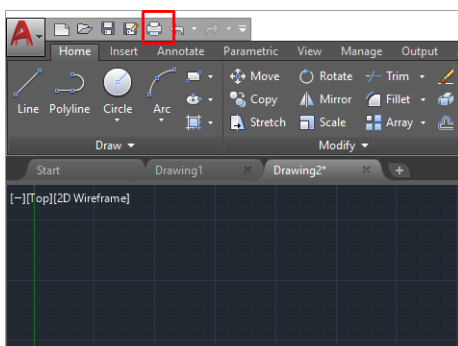 A
Home Insert Annotate Parametric View Manage Output
Line Polyline Circle Arc
Move Rotate Trim
Copy Mirror Fillet
Stretch Scale Array
Draw Modify
Start Drawing1 Drawing2*
[−][Top][2D Wireframe]